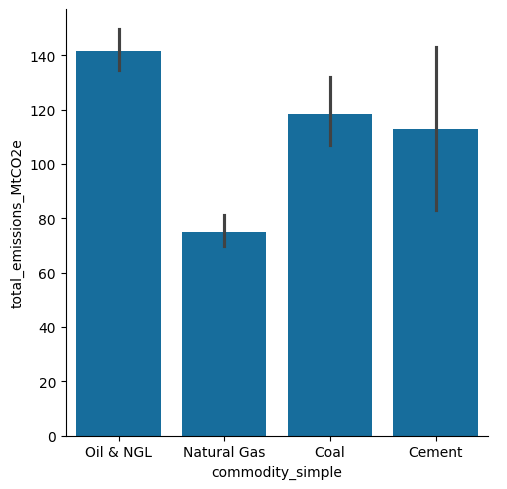 total_emissions_MtCO2e
140
120
100
80
60
40
20
0
Oil & NGL Natural Gas Coal Cement
commodity_simple